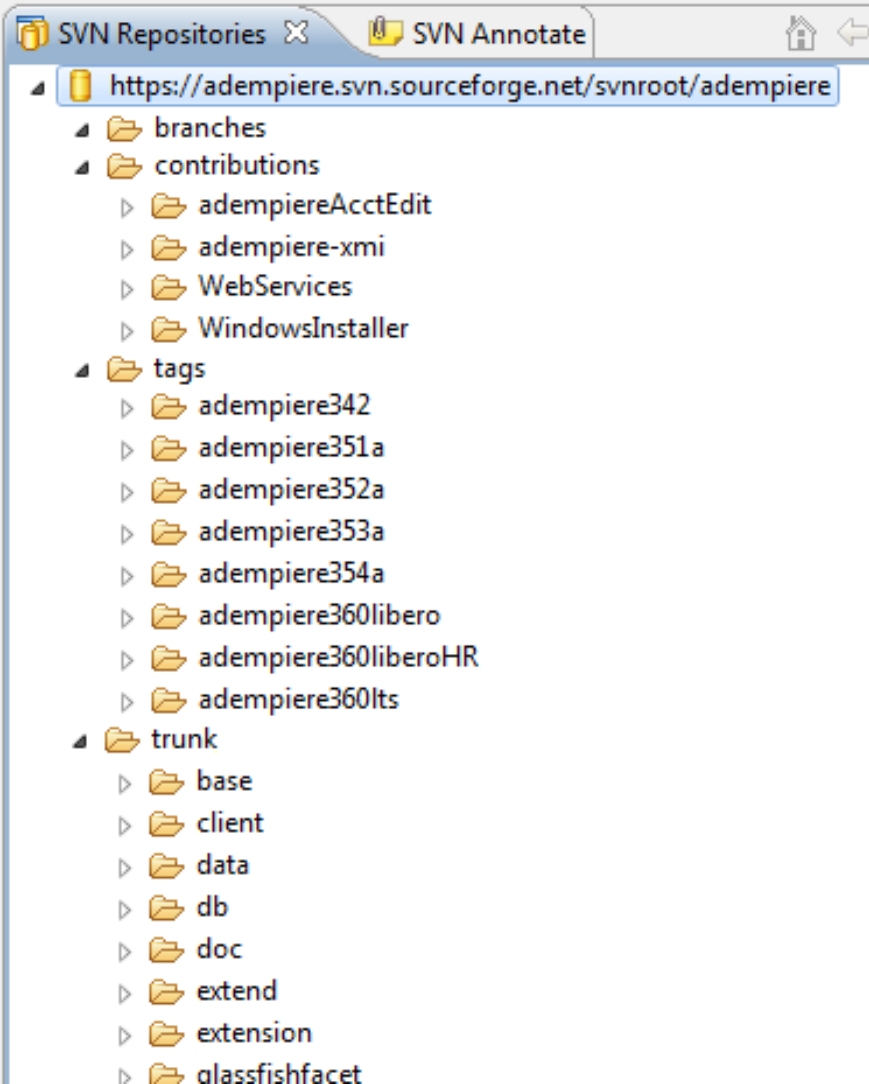 SVN Repositories SVN Annotate
https://adempiere.svn.sourceforge.net/svnroot/adempiere
branches
contributions
adempiereAcctEdit
adempiere-xmi
WebServices
WindowsInstaller
tags
adempiere342
adempiere351a
adempiere352a
adempiere353a
adempiere354a
adempiere360libero
adempiere360liberoHR
adempiere360lts
trunk
base
client
data
db
doc
extend
extension
glassfishfacet